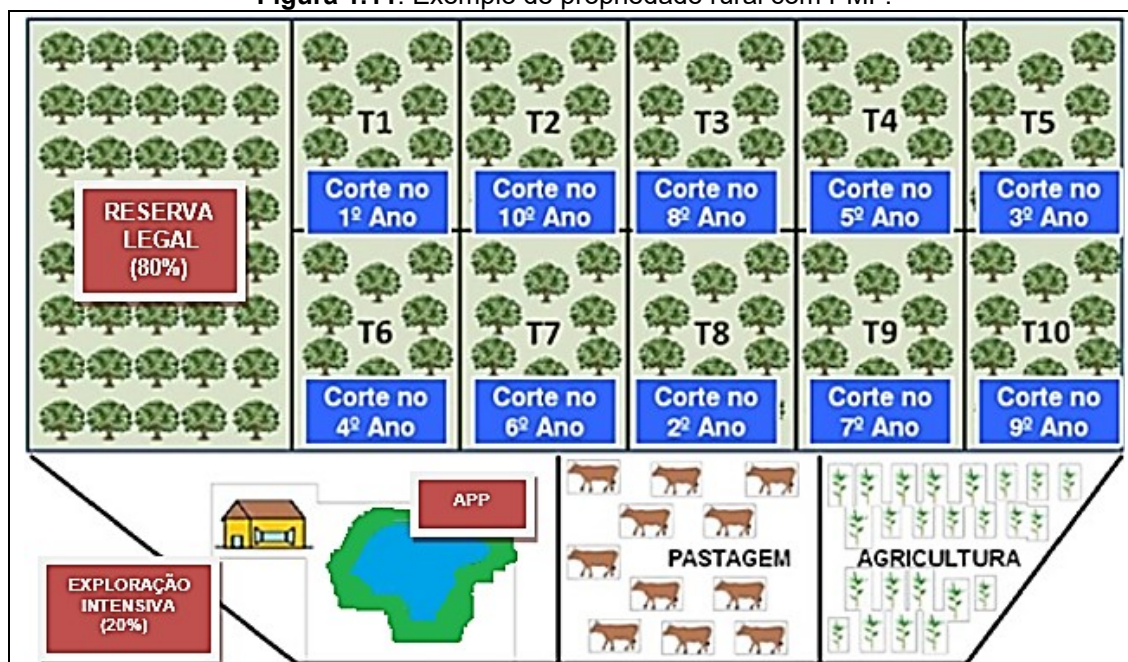 Figura 1.11. Exemplo de propriedade rural com PMF.
T1
T2
T3
T4
T5
Corte no
1º Ano
Corte no
10º Ano
Corte no
8º Ano
Corte no
5º Ano
Corte no
3º Ano
RESERVA
LEGAL
(80%)
T6
T7
T8
T9
T10
Corte no
4º Ano
Corte no
6º Ano
Corte no
2º Ano
Corte no
7º Ano
Corte no
9º Ano
APP
PASTAGEM
AGRICULTURA
EXPLORAÇÃO
INTENSIVA
(20%)